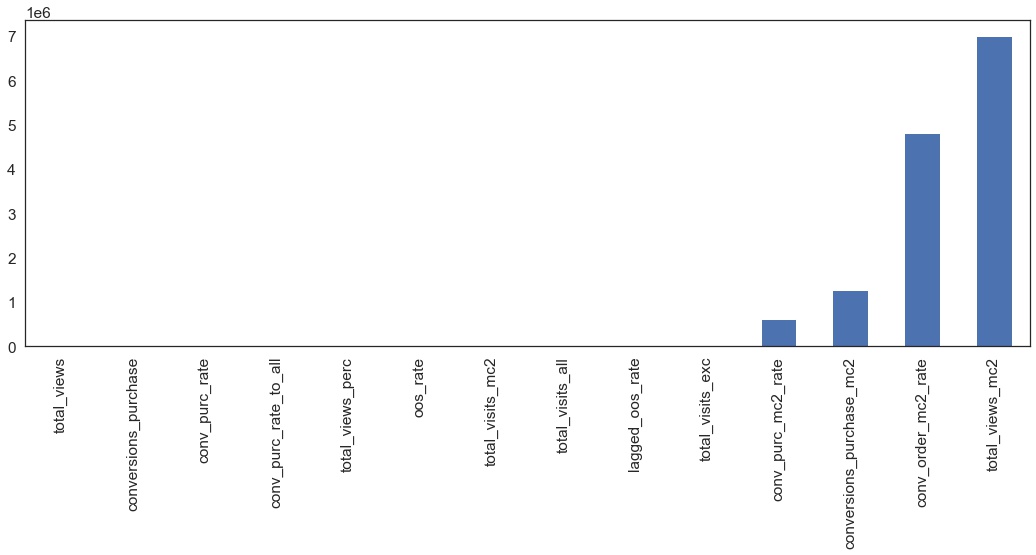 1e6
7
6
5
4
3
2
1
0
total_views
conversions_purchase
conv_purc_rate
conv_purc_rate_to_all
total_views_perc
oos_rate
total_visits_mc2
total_visits_all
lagged_oos_rate
total_visits_exc
conv_purc_mc2_rate
conversions_purchase_mc2
conv_order_mc2_rate
total_views_mc2